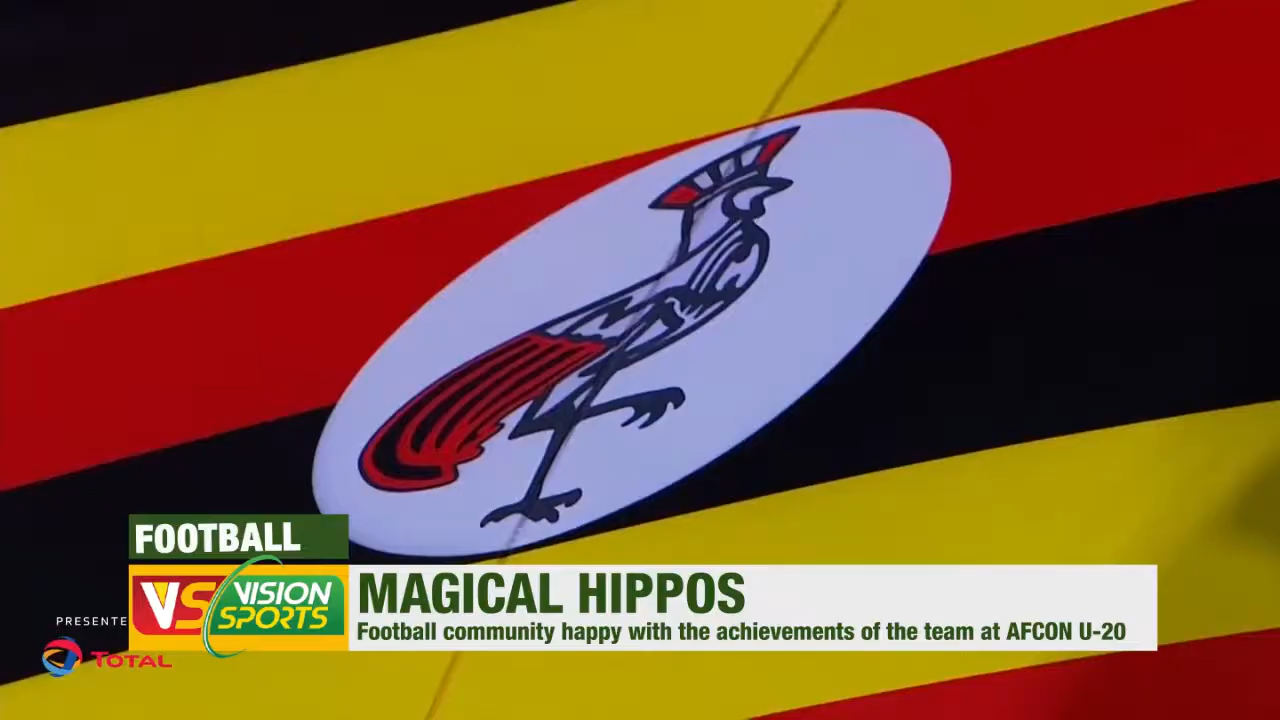 FOOTBALL
VS VISION SPORTS
MAGICAL HIPPOS
Football community happy with the achievements of the team at AFCON U-20
PRESENTE
TOTAL